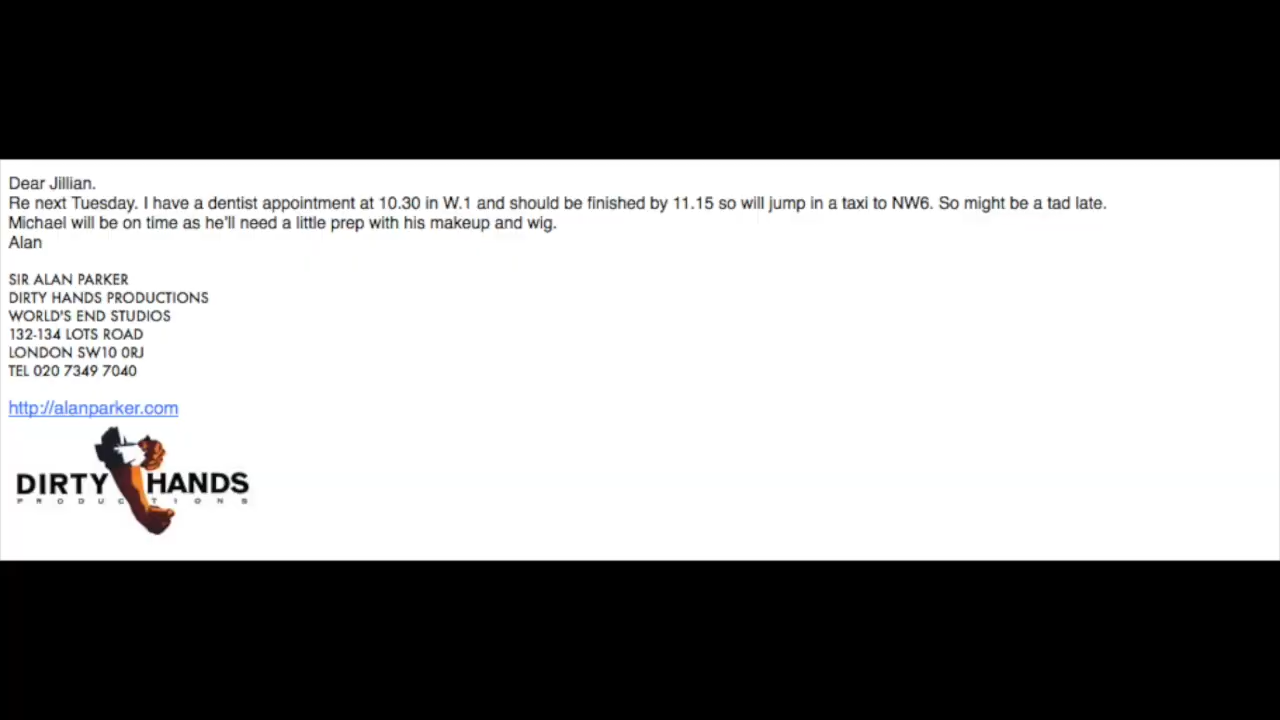 Dear Jillian.
Re next Tuesday. I have a dentist appointment at 10.30 in W.1 and should be finished by 11.15 so will jump in a taxi to NW6. So might be a tad late.
Michael will be on time as he'll need a little prep with his makeup and wig.
Alan
SIR ALAN PARKER
DIRTY HANDS PRODUCTIONS
WORLD'S END STUDIOS
132-134 LOTS ROAD
LONDON SW10 0RJ
TEL 020 7349 7040
http://alanparker.com
DIRTY HANDS
PRODUCTIONS